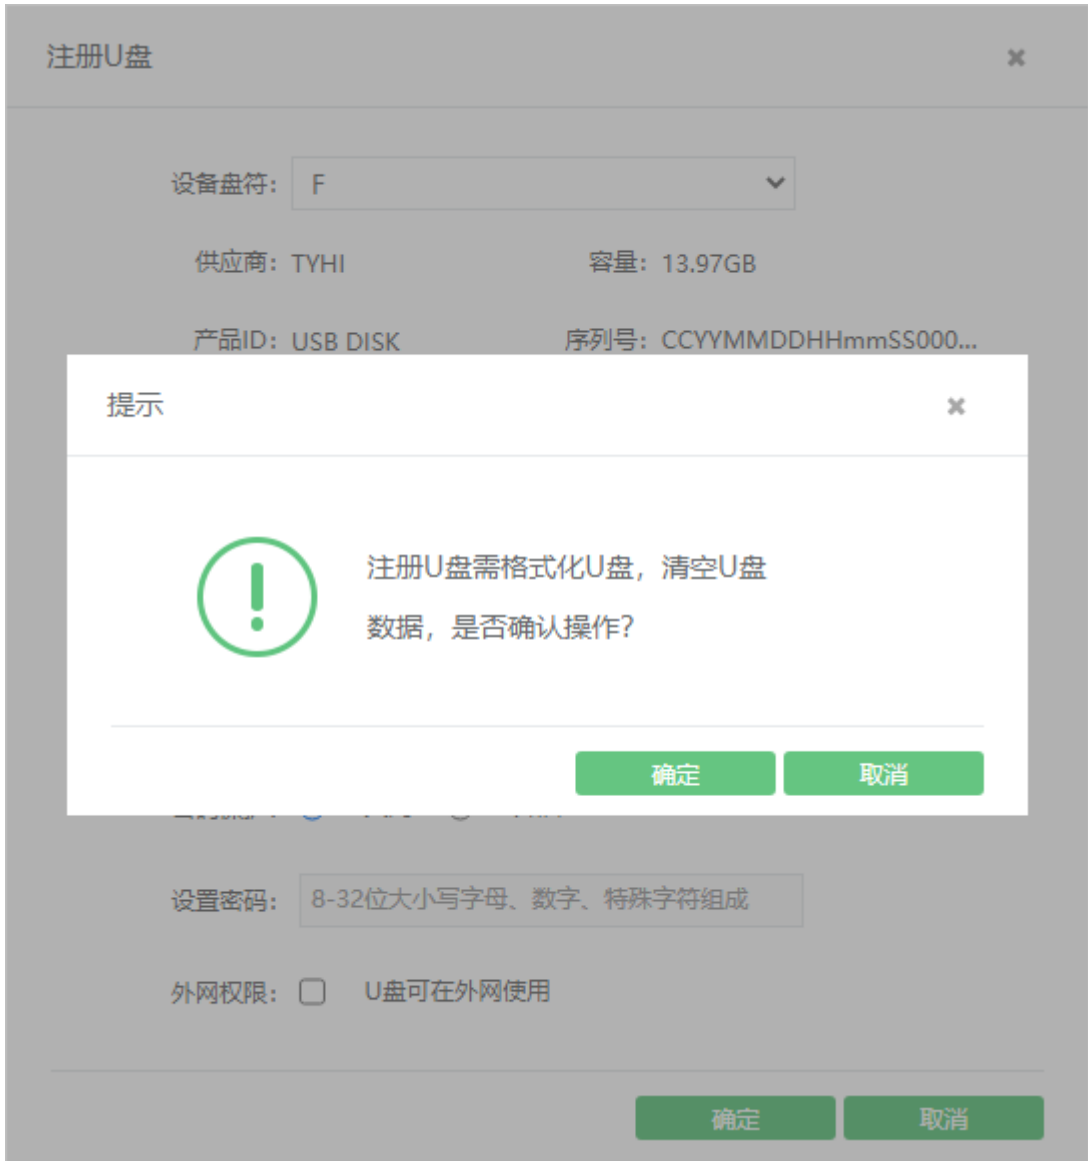 注册U盘
设备盘符： F
供应商：TYHI 容量：13.97GB
产品ID：USB DISK 序列号：CCYYMMDDHHmmSS000...
提示
注册U盘需格式化U盘，清空U盘
数据，是否确认操作？
确定 取消
设置密码： 8-32位大小写字母、数字、特殊字符组成
外网权限： U盘可在外网使用
确定 取消